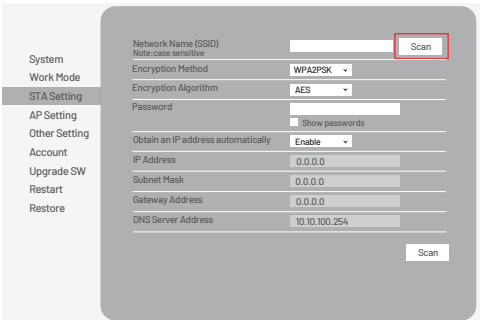 System
Work Mode
STA Setting
AP Setting
Other Setting
Account
Upgrade SW
Restart
Restore
Network Name (SSID)
Note:case sensitive
Scan
Encryption Method
WPA2PSK
Encryption Algorithm
AES
Password
Show passwords
Obtain an IP address automatically
Enable
IP Address
0.0.0.0
Subnet Mask
0.0.0.0
Gateway Address
0.0.0.0
DNS Server Address
10.10.100.254
Scan